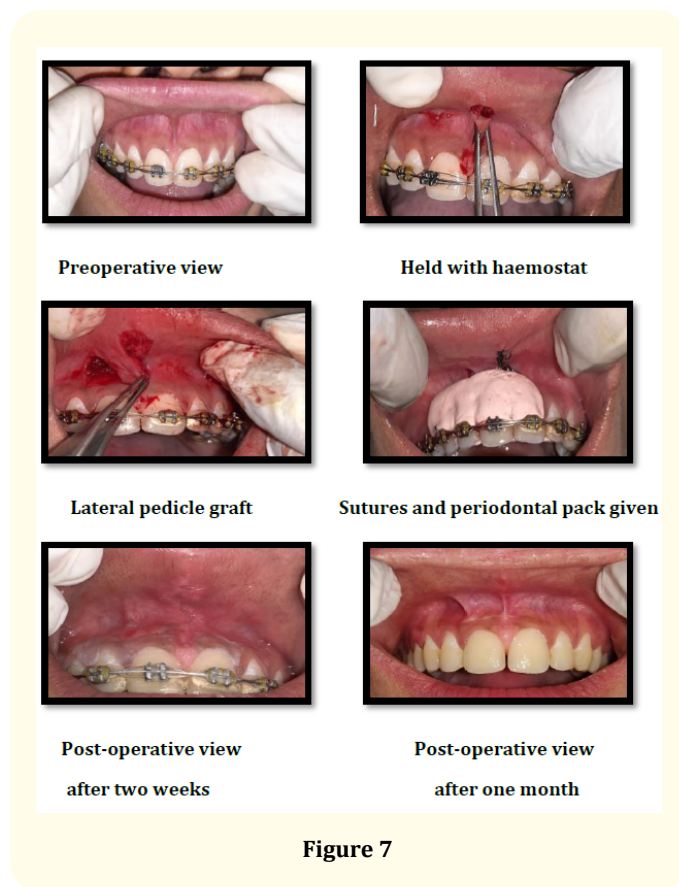 Preoperative view
Held with haemostat
Lateral pedicle graft
Sutures and periodontal pack given
Post-operative view
after two weeks
Post-operative view
after one month
Figure 7